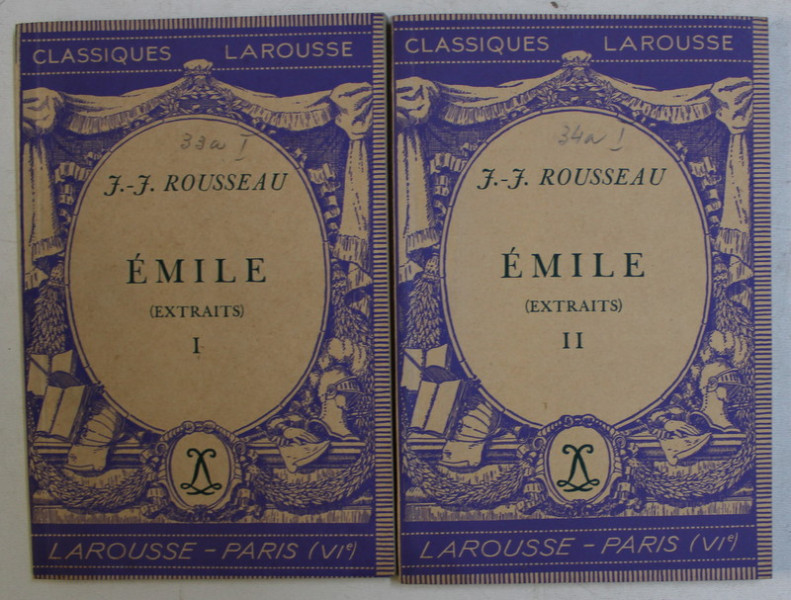 CLASSIQUES LAROUSSE
33a I
J.-J. ROUSSEAU
ÉMILE
(EXTRAITS)
I
LAROUSSE – PARIS (VIe)
CLASSIQUES LAROUSSE
34a I
J.-J. ROUSSEAU
ÉMILE
(EXTRAITS)
II
LAROUSSE – PARIS (VIe)